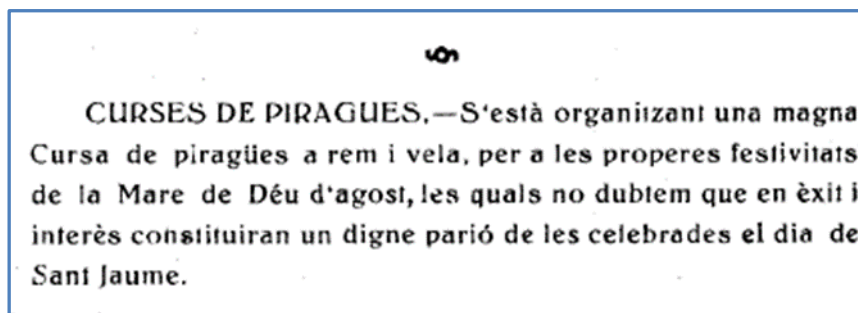 CURSES DE PIRAGUES.—S'està organitzant una magna
Cursa de piragües a rem i vela, per a les properes festivitats
de la Mare de Déu d'agost, les quals no dubtem que en èxit i
interès constituiran un digne parió de les celebrades el dia de
Sant Jaume.